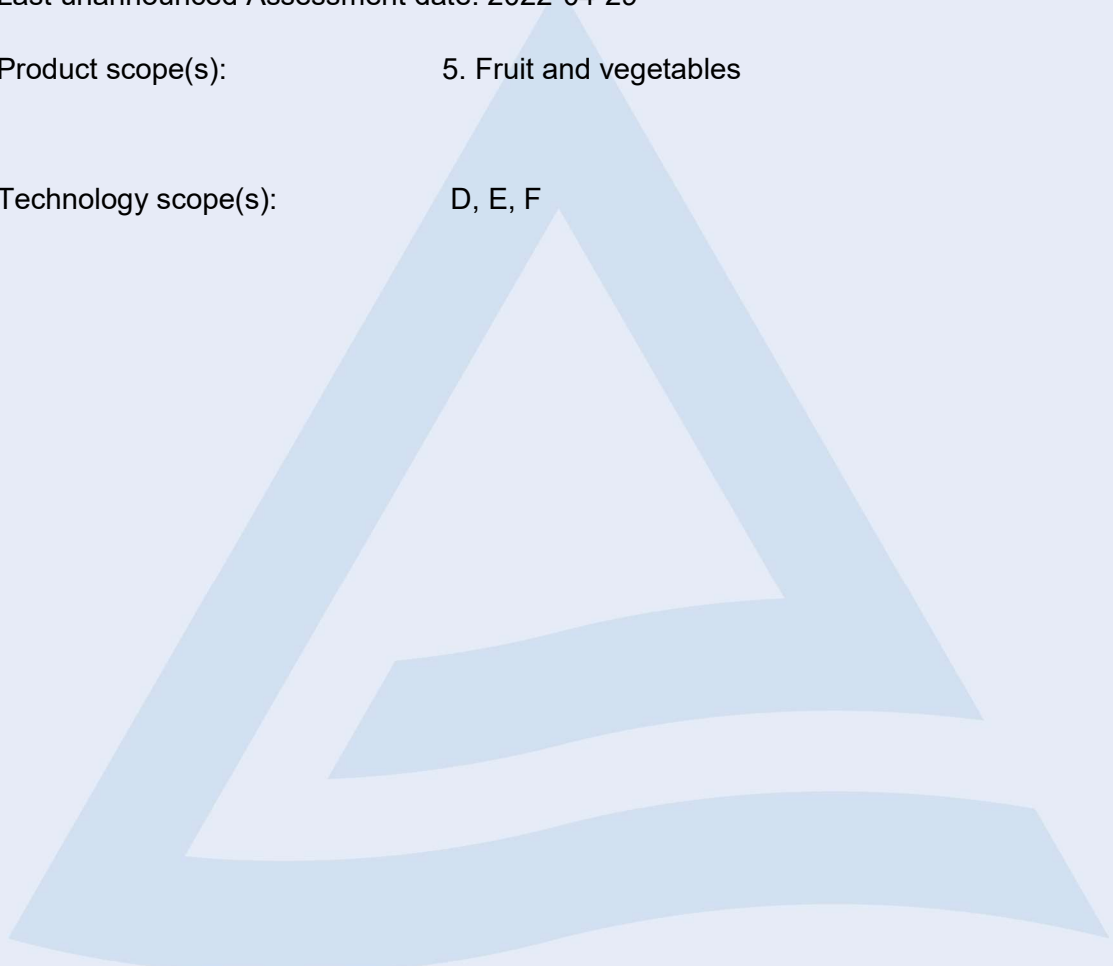 Last unannounced Assessment date:
Product scope(s): 5. Fruit and vegetables
Technology scope(s): D, E, F